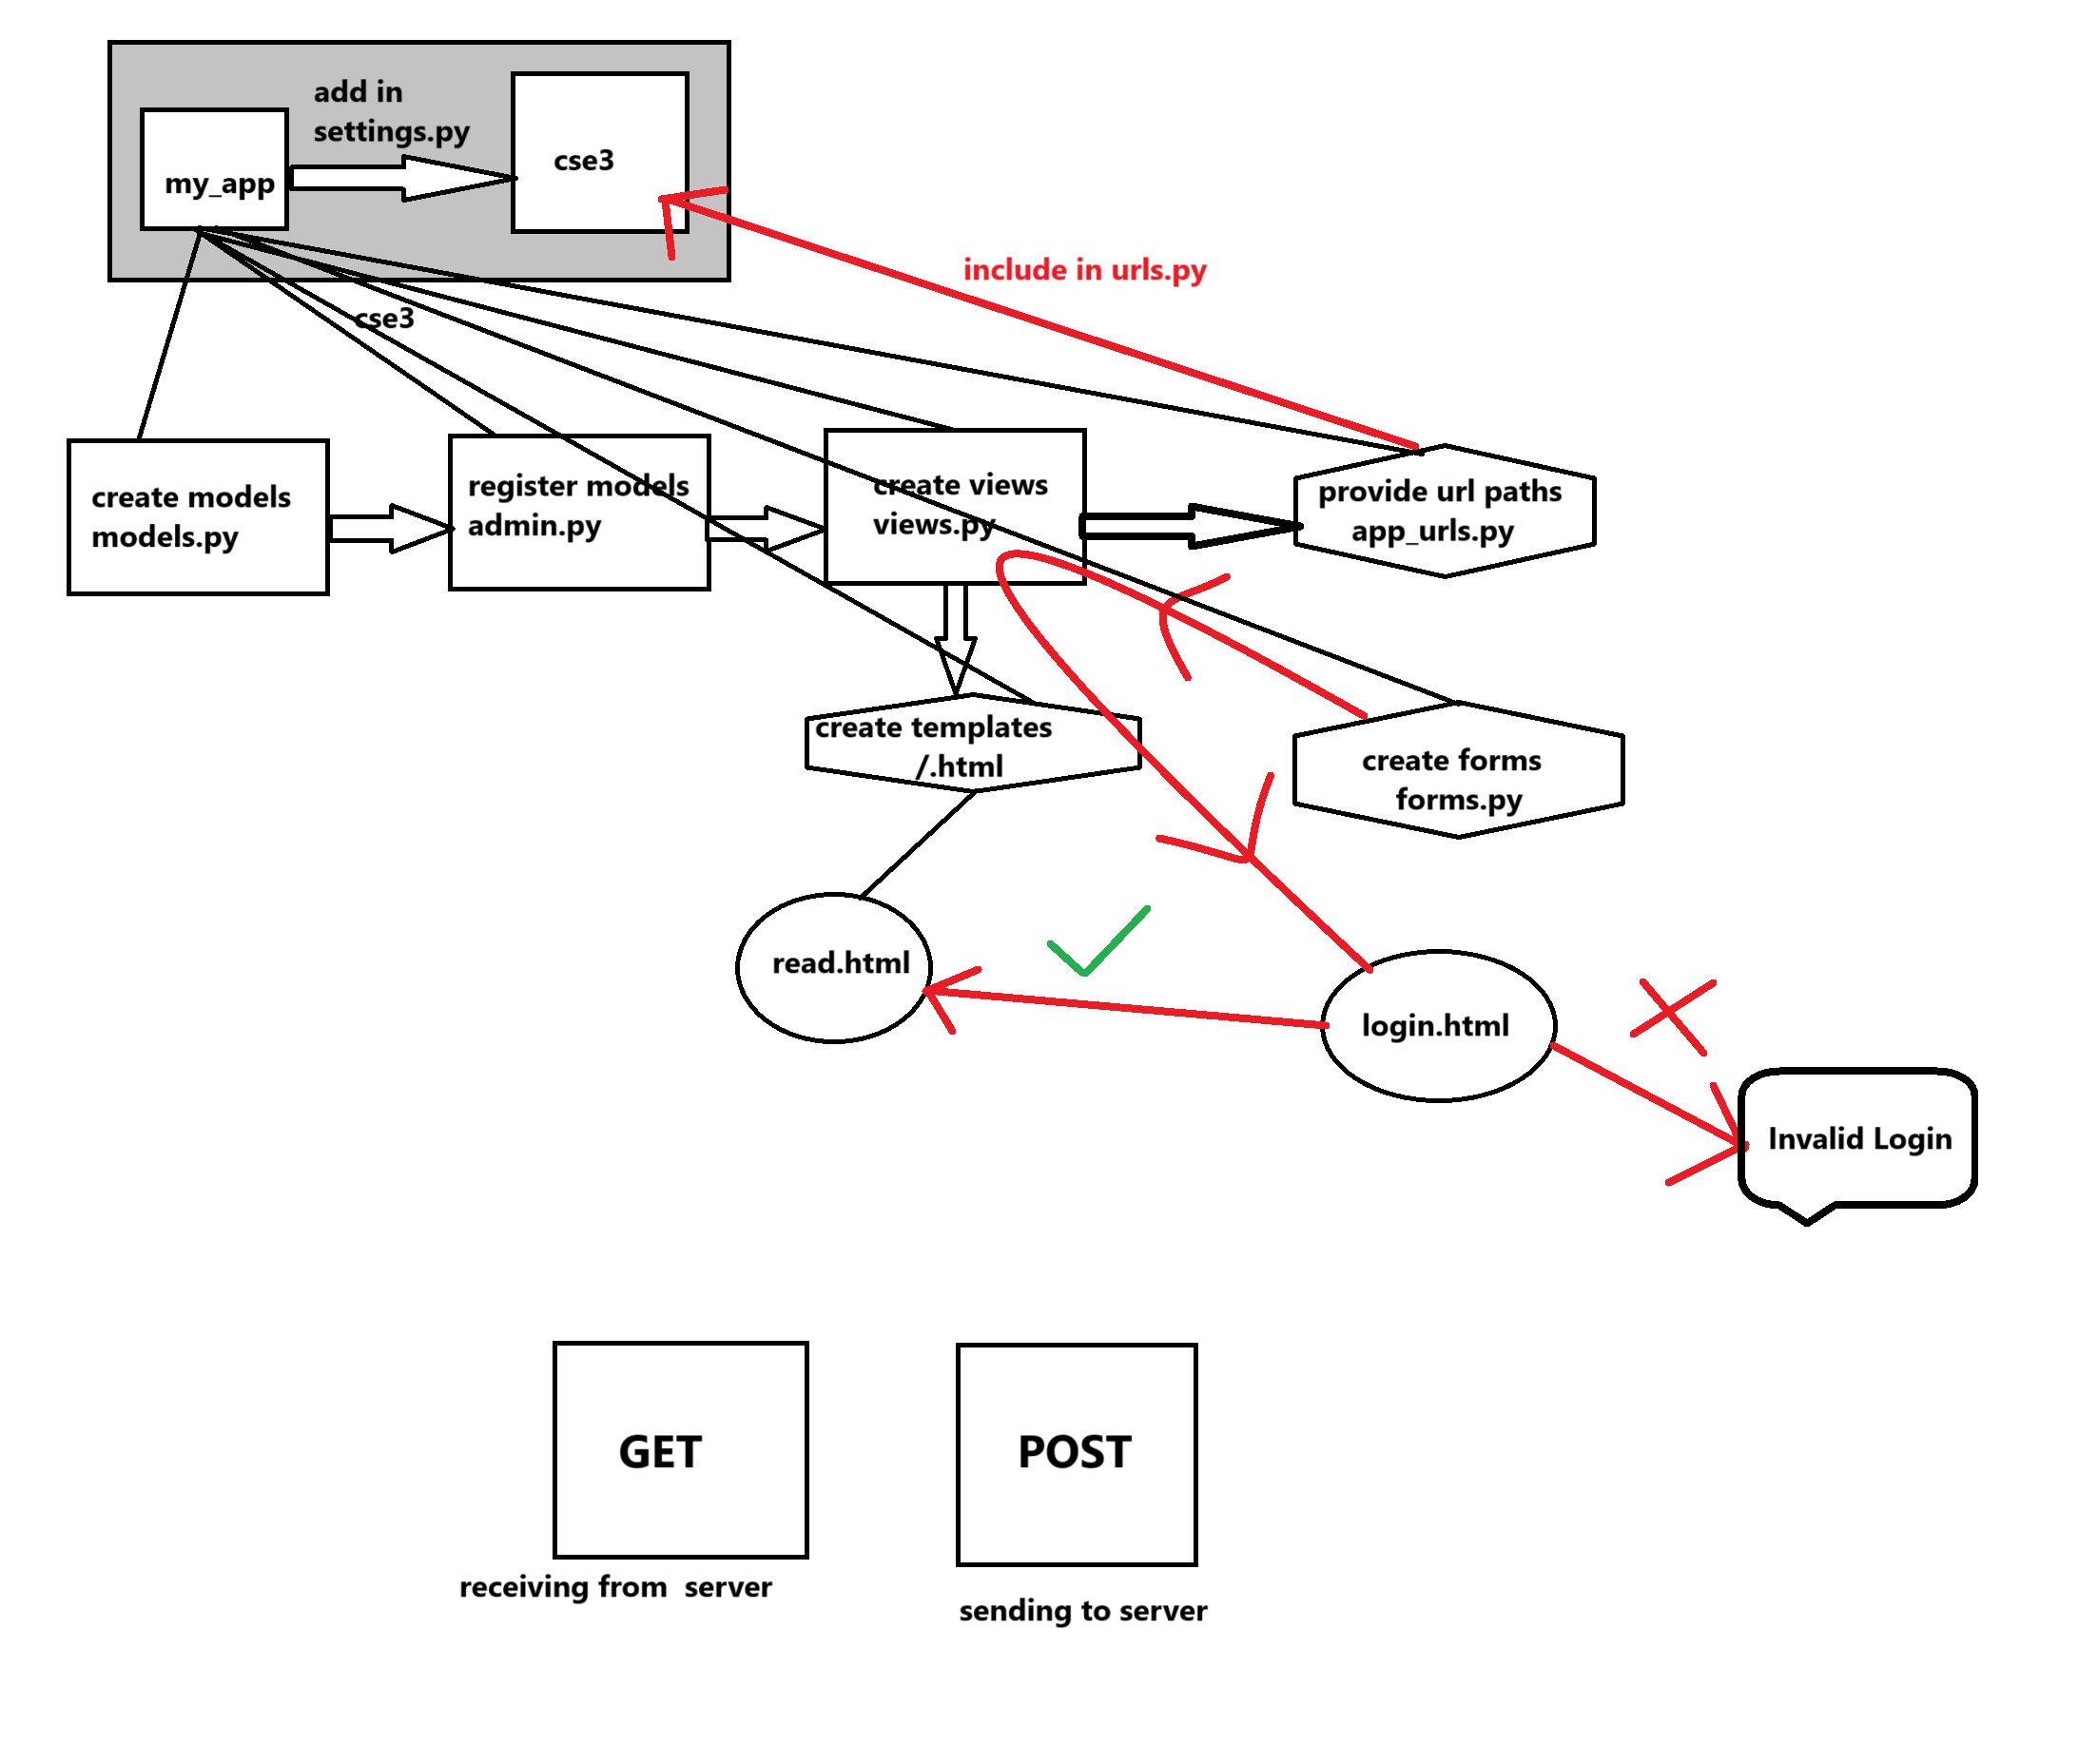 add in
settings.py
my_app
cse3
include in urls.py
cse3
create models
models.py
register models
admin.py
create views
views.py
provide url paths
app_urls.py
create templates
/.html
create forms
forms.py
read.html
login.html
Invalid Login
GET
POST
receiving from  server
sending to server